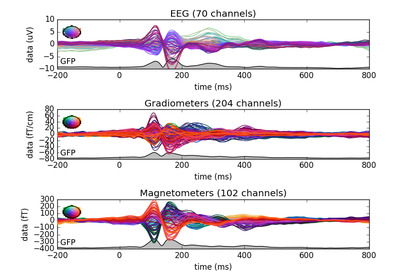 EEG (70 channels)
data (uV)
10
5
0
−5
−10
GFP
−200 0 200 400 600 800
time (ms)
Gradiometers (204 channels)
data (fT/cm)
80
60
40
20
0
−20
−40
−60
−80
GFP
−200 0 200 400 600 800
time (ms)
Magnetometers (102 channels)
data (fT)
300
200
100
0
−100
−200
−300
−400
GFP
−200 0 200 400 600 800
time (ms)